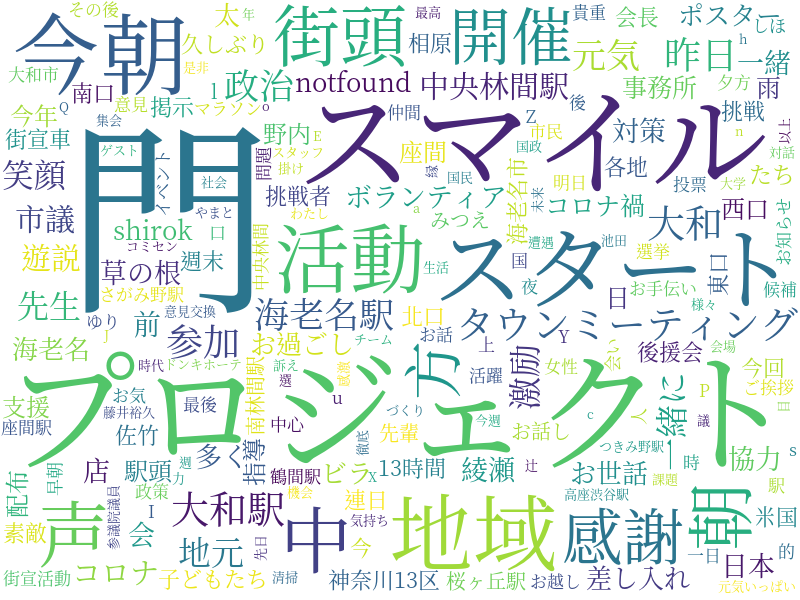 その後
年
今朝
最高
街頭
開催
貴重
会長
ポスター
しほ
太
久しぶり
相原
元気
昨日
h
一緒
大和市
是非
南口
l
政治
notfound
中央林間駅
事務所
夕方
雨
Q
意見
マラソン
o
仲間
Z
後
挑戦
今年
掲示
集会
E
市民
n
以上
街宣車
門
スマイル
ゲスト
野内
スタッフ
座間
国政
対策
対話
笑顔
イベント
問題
掛け
縁
各地
たち
社会
挑戦者
ボランティア
国民
明日
投票
大学
市議
やまと
わたし
a
みつえ
海老名市
コロナ禍
未来
西口
お知らせ
shirok
口
活動
遭遇
池田
大和
遊説
コミセン
中央林間
生活
スタート
選挙
草の根
週末
国
東口
候補
さがみ野駅
夜
お手伝い
様々
先生
意見交換
海老名駅
北口
日
ゆり
J
前
参加
お話
タウンミーティング
海老名
時代
ドンキホーテ
訴え
お過ごし
チーム
上
Y
会い
後援会
会場
プロジェクト
方
激励
女性
今回
支援
お気
選
感謝
活躍
P
ご挨拶
藤井裕久
最後
南林間駅
u
づくり
今週
c
人
議
日
座間駅
佐竹
中心
先輩
お話し
つきみ野駅
一緒に
s
配布
早朝
店
駅頭
多く
指導
鶴間駅
ビラ
徹底
X
13時間
綾瀬
辻
お世話
時
協力
声
政策
週
力
機会
連日
地域
高座渋谷駅
課題
駅
素敵
参議院議員
I
会
大和駅
中
気持ち
感謝
朝
米国
的
地元
先日
今
一日
日本
街宣活動
コロナ
子どもたち
清掃
神奈川13区
桜ヶ丘駅
お越し
差し入れ
元気いっぱい